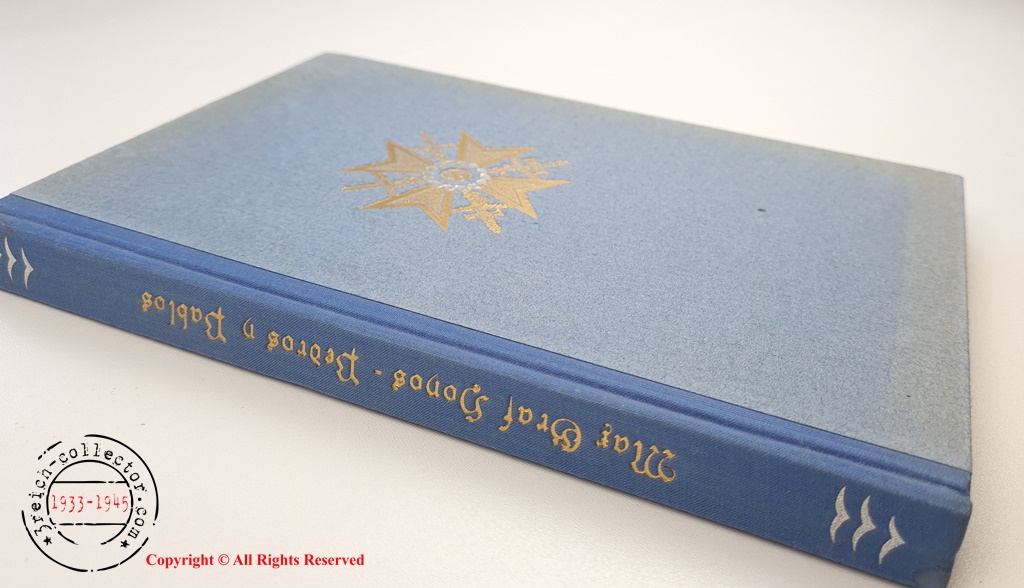 Max Graf Hoyos - Pedros y Pablos
3reich-collector.com
1933-1945
Copyright © All Rights Reserved